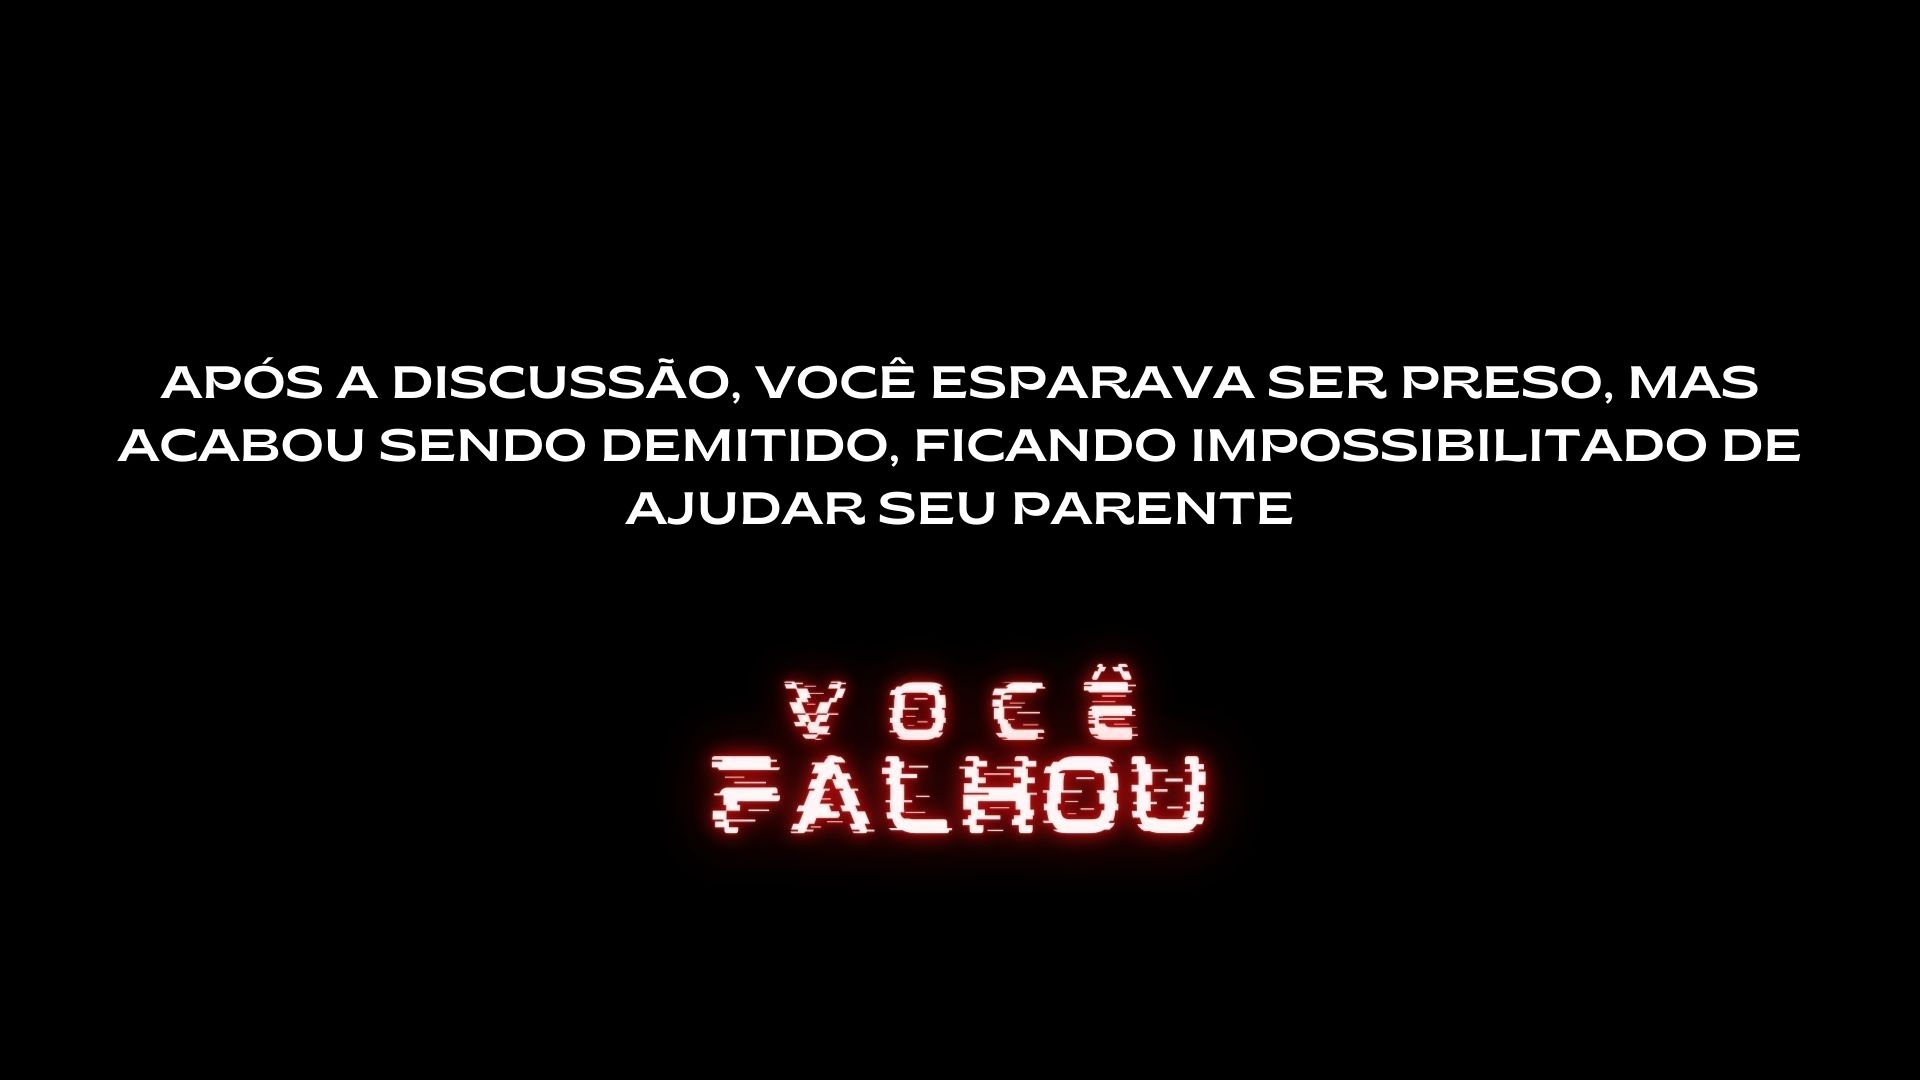 APÓS A DISCUSSÃO, VOCÊ ESPARAVA SER PRESO, MAS
ACABOU SENDO DEMITIDO, FICANDO IMPOSSIBILITADO DE
AJUDAR SEU PARENTE
VOCÊ
FALHOU